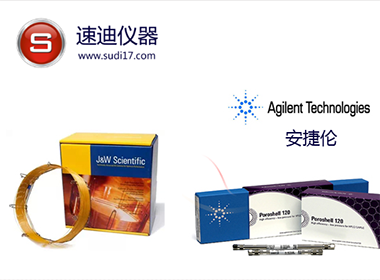 S
速迪仪器
www.sudi17.com
Agilent Technologies
安捷伦
J&W Scientific
Poroshell 120
Poroshell 120